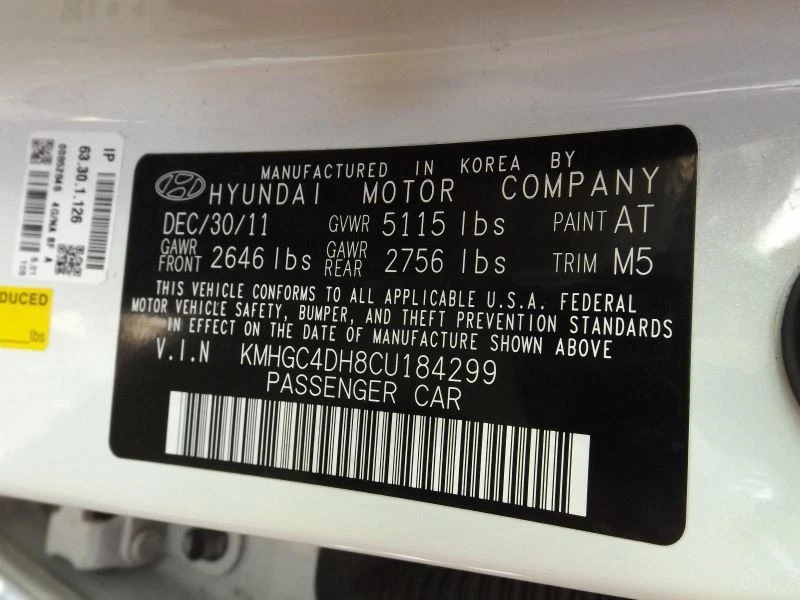 MANUFACTURED IN KOREA BY
HYUNDAI MOTOR COMPANY
DEC/30/11 GVWR 5115 lbs PAINT AT
GAWR FRONT 2646 lbs GAWR REAR 2756 lbs TRIM M5
THIS VEHICLE CONFORMS TO ALL APPLICABLE U.S.A. FEDERAL
MOTOR VEHICLE SAFETY, BUMPER, AND THEFT PREVENTION STANDARDS
IN EFFECT ON THE DATE OF MANUFACTURE SHOWN ABOVE
V.I.N KMHGC4DH8CU184299
PASSENGER CAR
IP
63.30.1.126
DUCED
lbs